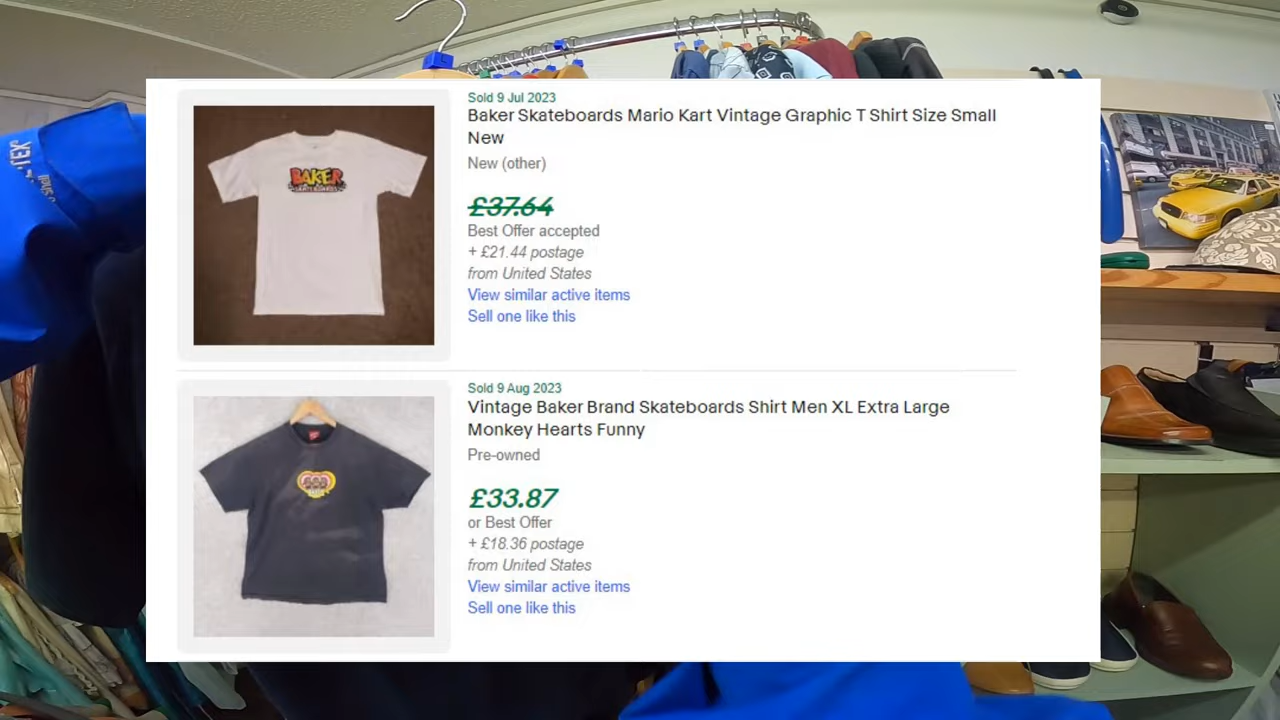 Sold 9 Jul 2023
Baker Skateboards Mario Kart Vintage Graphic T Shirt Size Small
New
New (other)
£37.64
Best Offer accepted
+ £21.44 postage
from United States
View similar active items
Sell one like this
BAKER
SKATEBOARDS
Sold 9 Aug 2023
Vintage Baker Brand Skateboards Shirt Men XL Extra Large
Monkey Hearts Funny
Pre-owned
£33.87
or Best Offer
+ £18.36 postage
from United States
View similar active items
Sell one like this